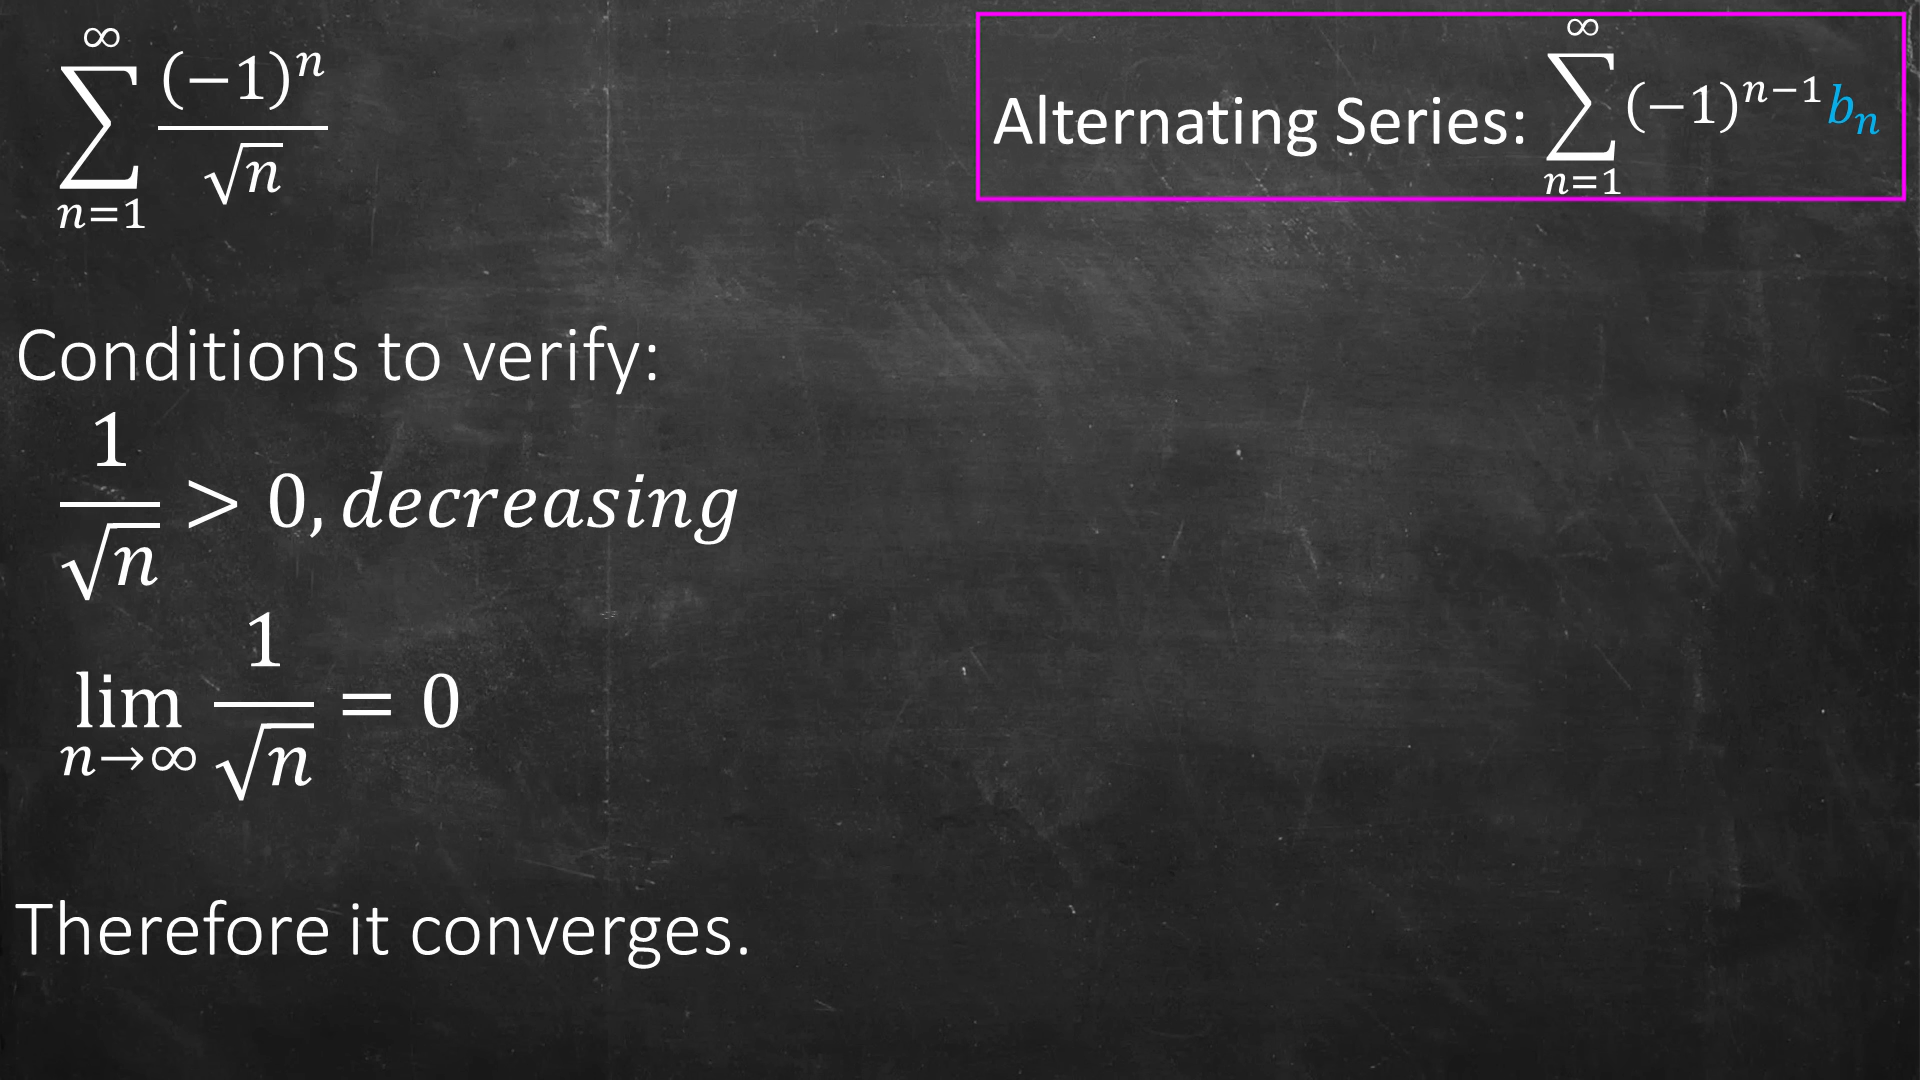 ∑_{n=1}^{∞} (−1)^n / √n
Alternating Series: ∑_{n=1}^{∞} (−1)^{n−1} b_n
Conditions to verify:
1/√n > 0, decreasing
lim_{n→∞} 1/√n = 0
Therefore it converges.